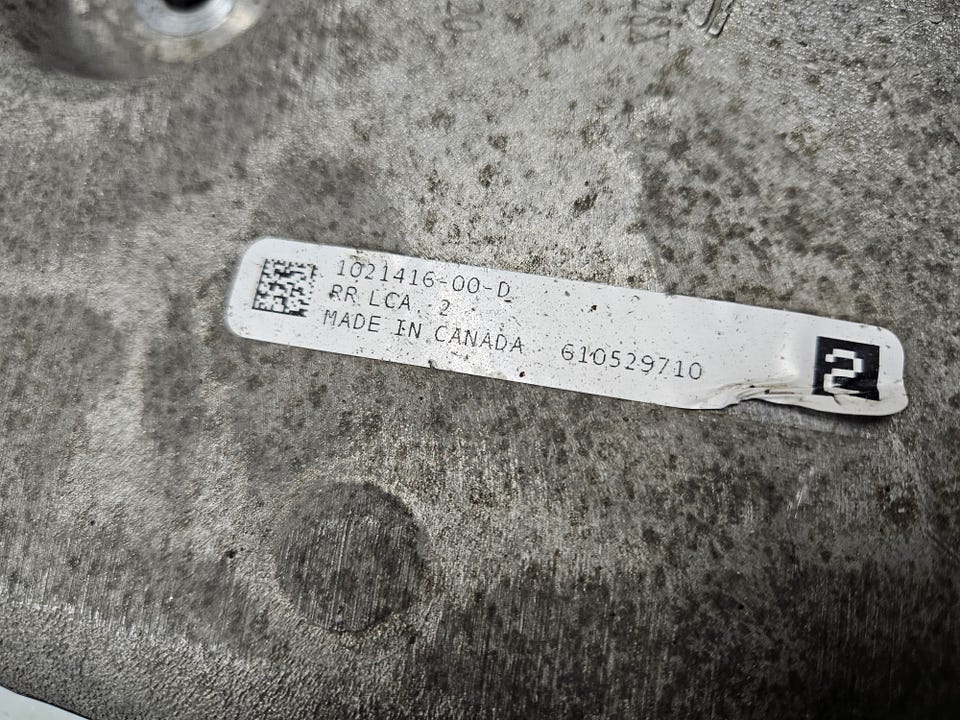 1021416-00-D
RR LCA 2
MADE IN CANADA 610529710
2